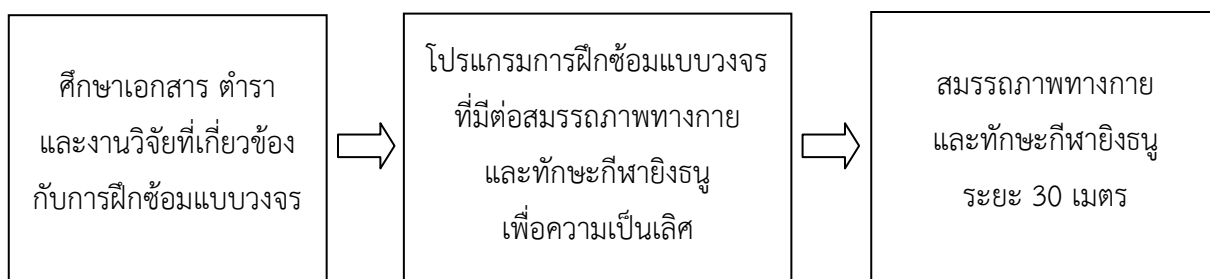 ศึกษาเอกสาร ตำรา
และงานวิจัยที่เกี่ยวข้อง
กับการฝึกซ้อมแบบวงจร
โปรแกรมการฝึกซ้อมแบบวงจร
ที่มีต่อสมรรถภาพทางกาย
และทักษะกีฬายิงธนู
เพื่อความเป็นเลิศ
สมรรถภาพทางกาย
และทักษะกีฬายิงธนู
ระยะ 30 เมตร